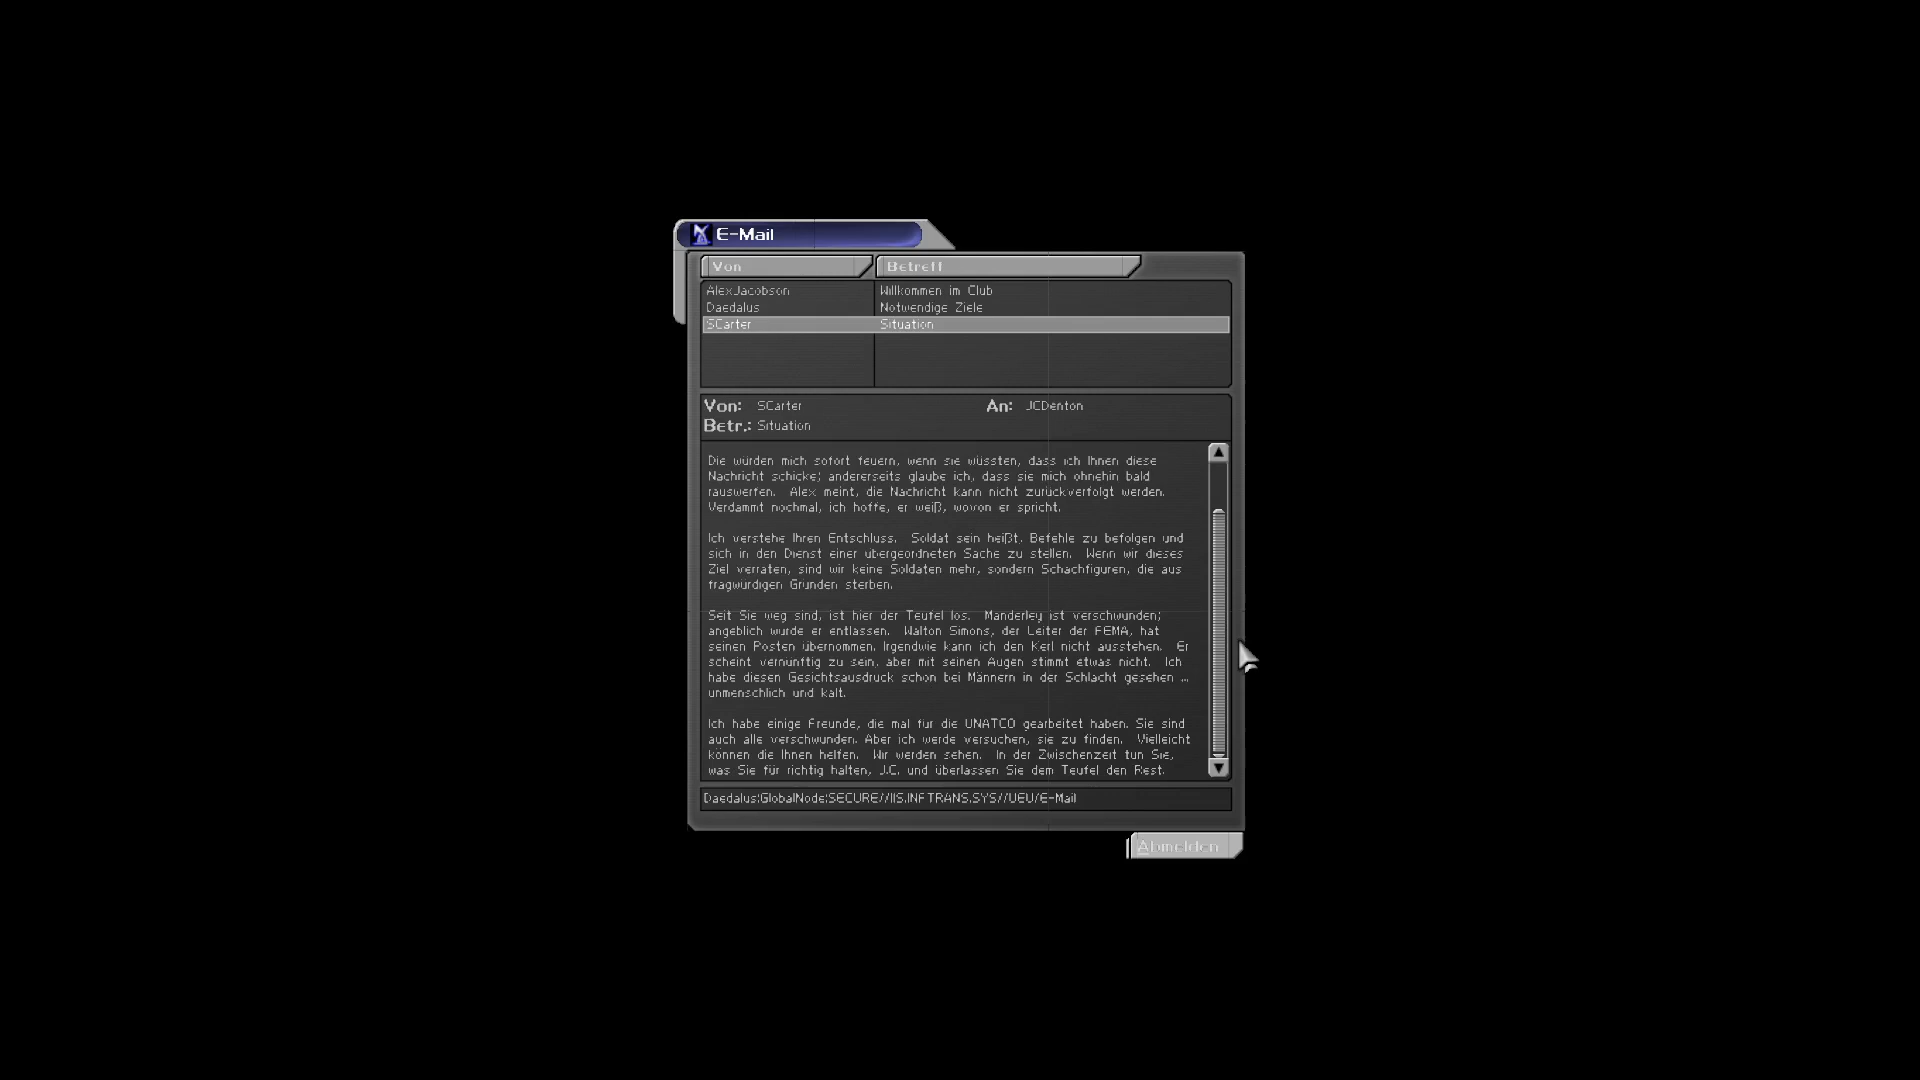 E-Mail
Von Betreff
AlexJacobson Willkommen im Club
Daedalus Notwendige Ziele
SCarter Situation
Von: SCarter An: JCDenton
Betr.: Situation
Die würden mich sofort feuern, wenn sie wüssten, dass ich Ihnen diese
Nachricht schicke; andererseits glaube ich, dass sie mich ohnehin bald
rauswerfen. Alex meint, die Nachricht kann nicht zurückverfolgt werden.
Verdammt nochmal, ich hoffe, er weiß, wovon er spricht.
Ich verstehe Ihren Entschluss. Soldat sein heißt, Befehle zu befolgen und
sich in den Dienst einer übergeordneten Sache zu stellen. Wenn wir dieses
Ziel verraten, sind wir keine Soldaten mehr, sondern Schachfiguren, die aus
fragwürdigen Gründen sterben.
Seit Sie weg sind, ist hier der Teufel los. Manderley ist verschwunden;
angeblich wurde er entlassen. Walton Simons, der Leiter der FEMA, hat
seinen Posten übernommen. Irgendwie kann ich den Kerl nicht ausstehen. Er
scheint vernünftig zu sein, aber mit seinen Augen stimmt etwas nicht. Ich
habe diesen Gesichtsausdruck schon bei Männern in der Schlacht gesehen ...
unmenschlich und kalt.
Ich habe einige Freunde, die mal für die UNATCO gearbeitet haben. Sie sind
auch alle verschwunden. Aber ich werde versuchen, sie zu finden. Vielleicht
können die Ihnen helfen. Wir werden sehen. In der Zwischenzeit tun Sie,
was Sie für richtig halten, J.C. und überlassen Sie dem Teufel den Rest.
Daedalus:GlobalNode:SECURE//IIS.INFTRANS.SYS//UEU/E-Mail
Abmelden